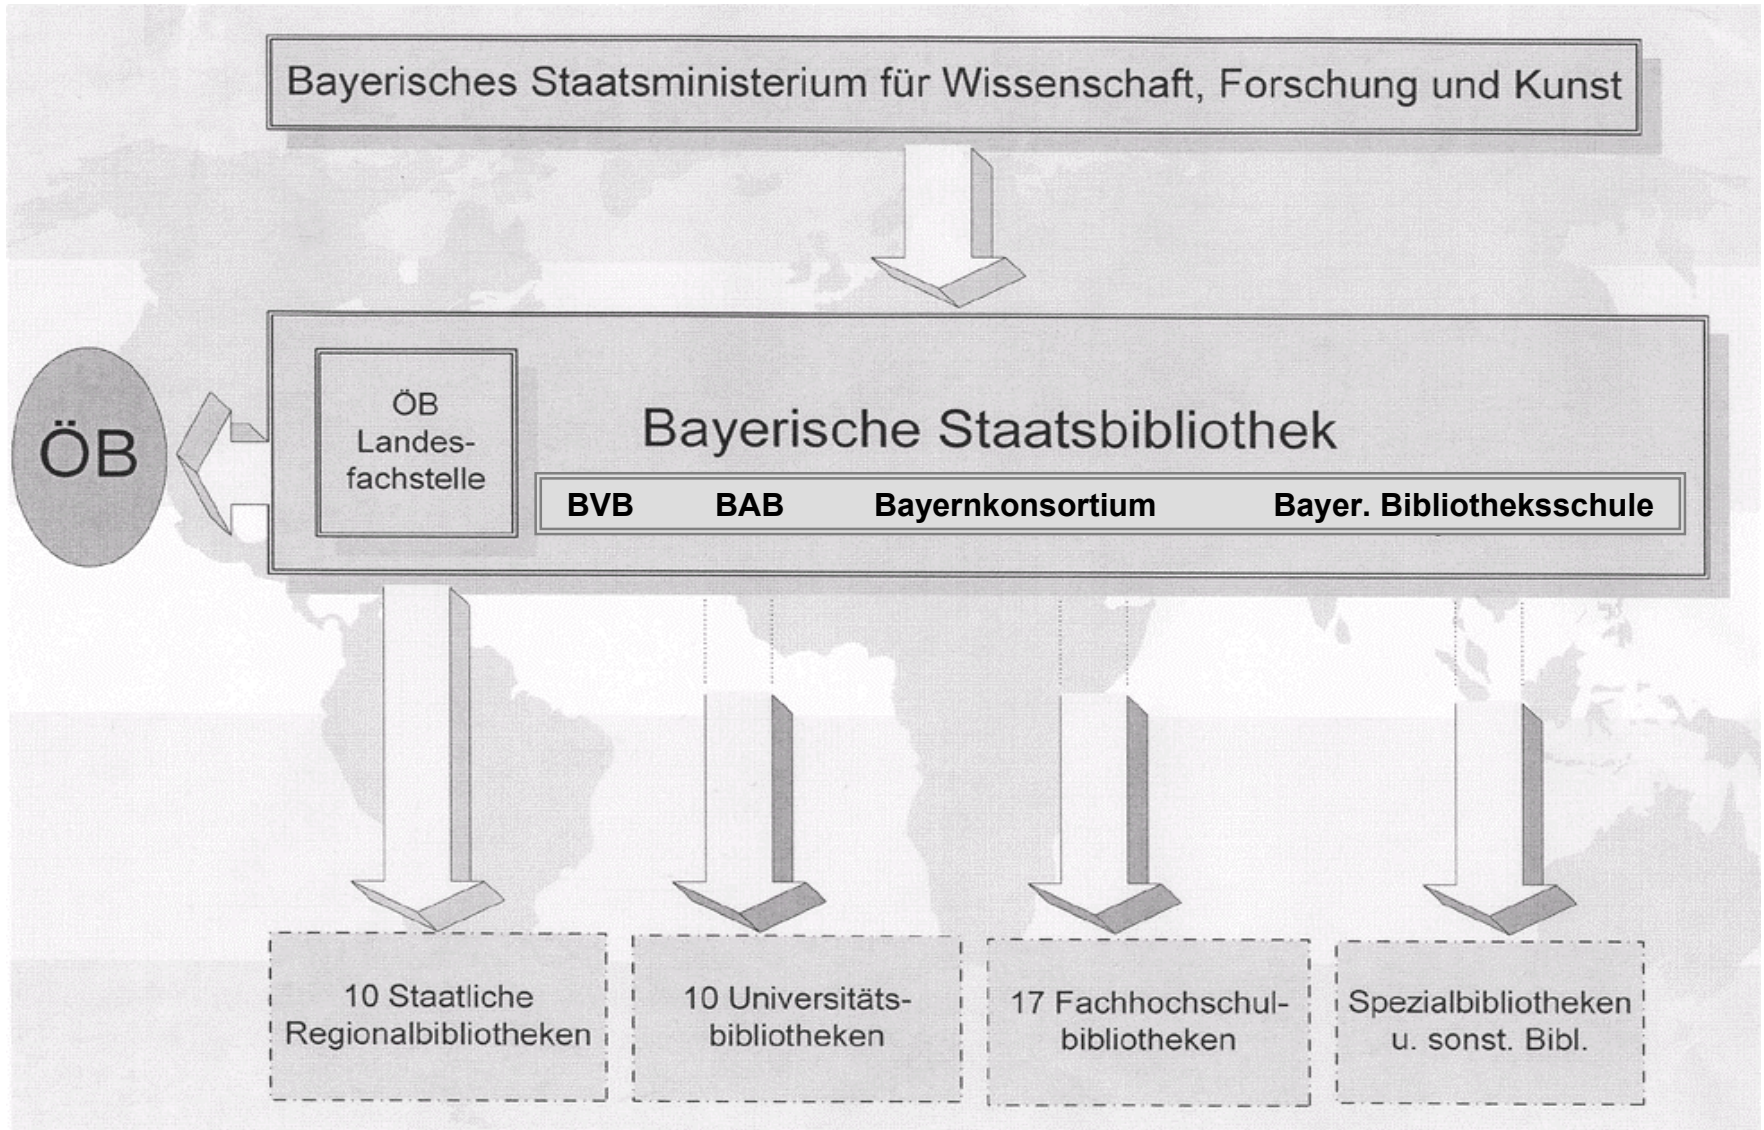 Bayerisches Staatsministerium für Wissenschaft, Forschung und Kunst
ÖB
ÖB
Landes-
fachstelle
Bayerische Staatsbibliothek
BVB BAB Bayernkonsortium Bayer. Bibliotheksschule
10 Staatliche
Regionalbibliotheken
10 Universitäts-
bibliotheken
17 Fachhochschul-
bibliotheken
Spezialbibliotheken
u. sonst. Bibl.